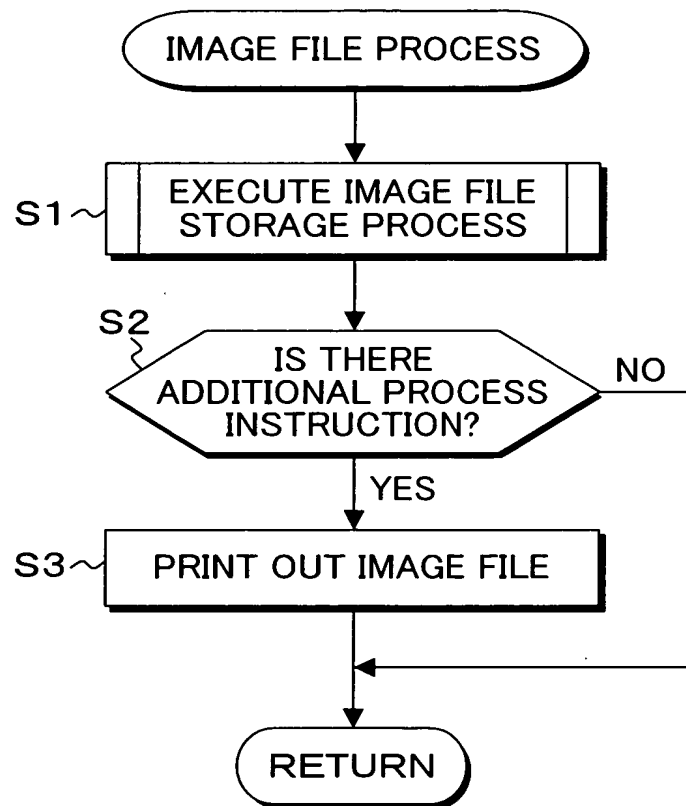 IMAGE FILE PROCESS
S1
EXECUTE IMAGE FILE
STORAGE PROCESS
S2
IS THERE
ADDITIONAL PROCESS
INSTRUCTION?
NO
YES
S3
PRINT OUT IMAGE FILE
RETURN